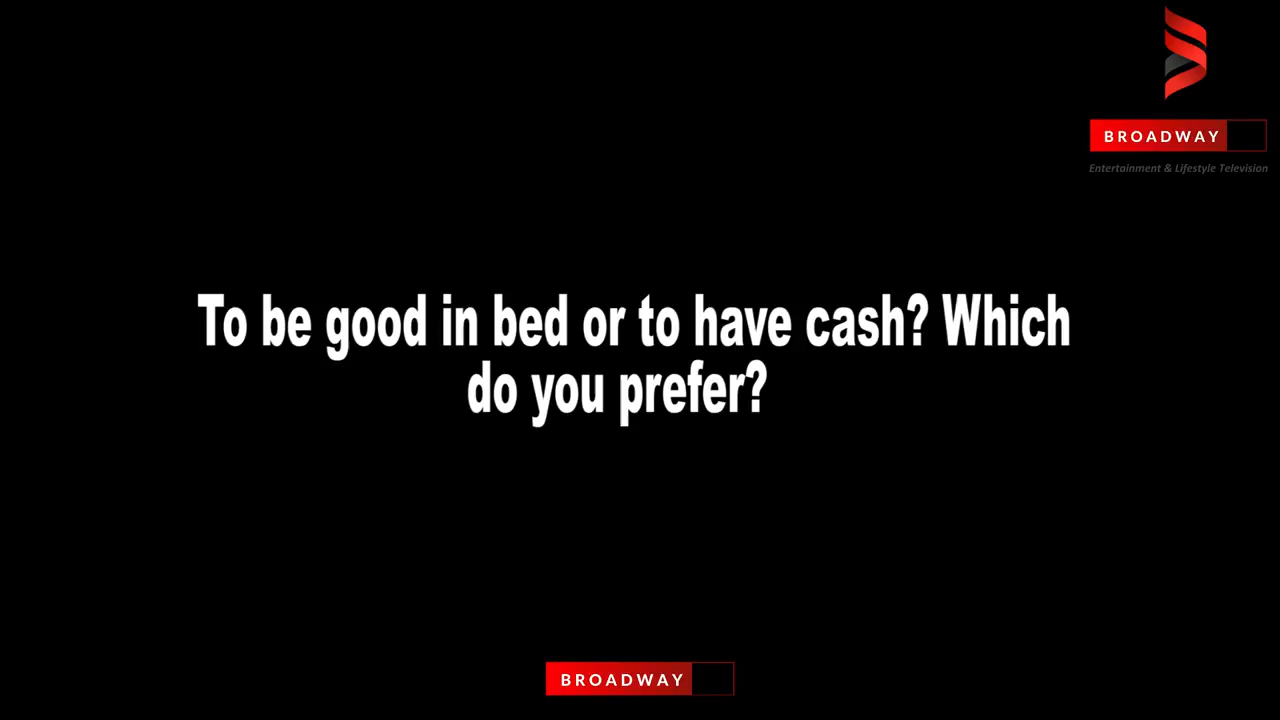 BROADWAY
Entertainment & Lifestyle Television
To be good in bed or to have cash? Which
do you prefer?
BROADWAY